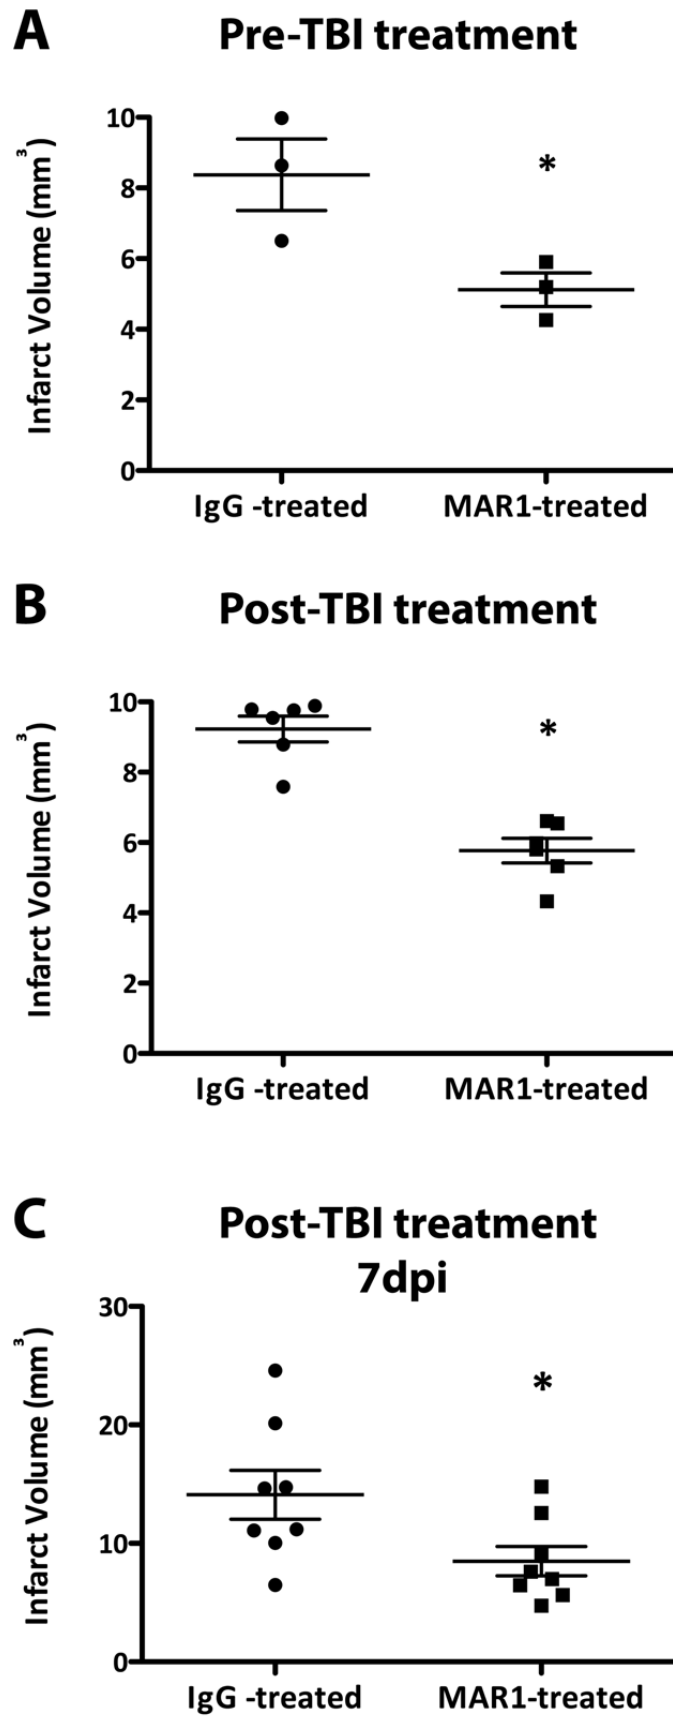 A Pre-TBI treatment
Infarct Volume (mm³)
10
8
6
4
2
0
*
IgG -treated MAR1-treated
B Post-TBI treatment
Infarct Volume (mm³)
10
8
6
4
2
0
*
IgG -treated MAR1-treated
C Post-TBI treatment
7dpi
Infarct Volume (mm³)
30
20
10
0
*
IgG -treated MAR1-treated